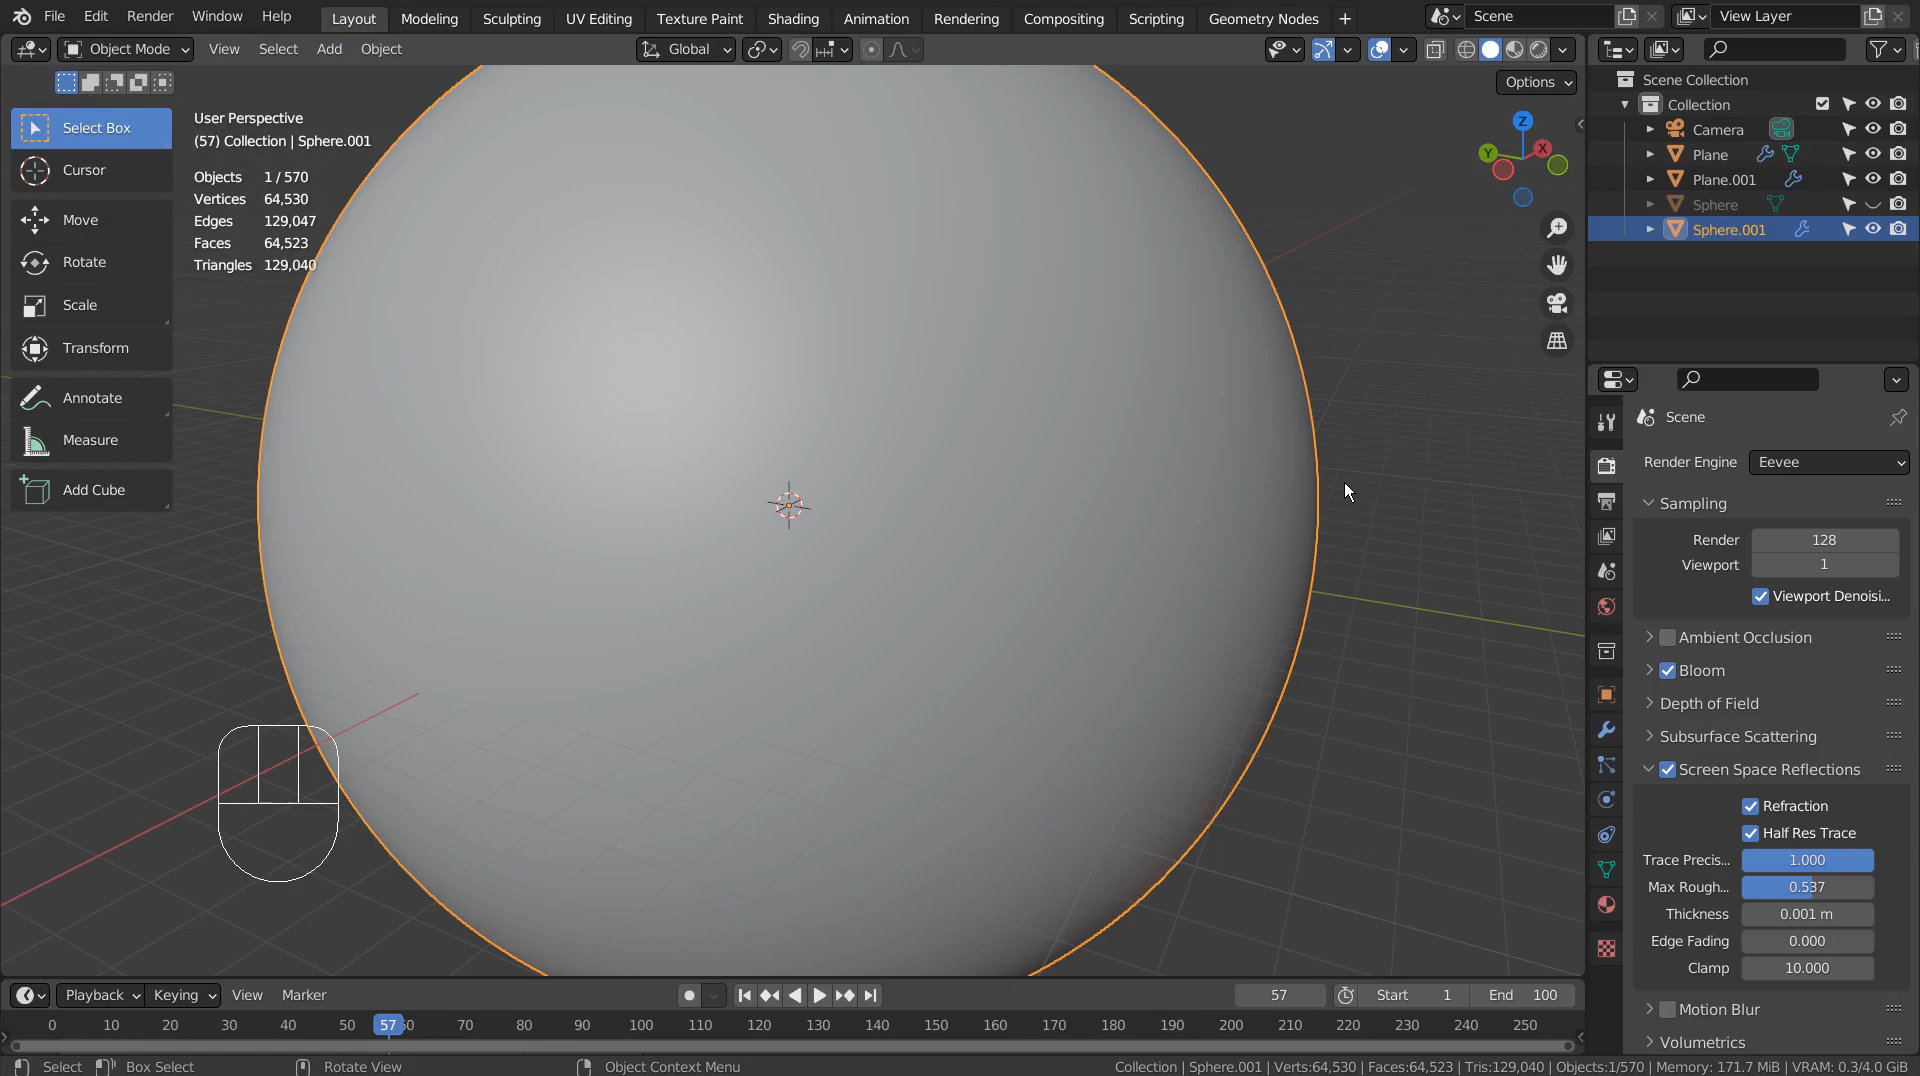 File Edit Render Window Help Layout Modeling Sculpting UV Editing Texture Paint Shading Animation Rendering Compositing Scripting Geometry Nodes + Scene View Layer
Object Mode View Select Add Object Global
Options
Select Box
Cursor
Move
Rotate
Scale
Transform
Annotate
Measure
Add Cube
User Perspective
(57) Collection | Sphere.001
Objects 1 / 570
Vertices 64,530
Edges 129,047
Faces 64,523
Triangles 129,040
Z
Y
X
Scene Collection
Collection
Camera
Plane
Plane.001
Sphere
Sphere.001
Scene
Render Engine Eevee
Sampling
Render 128
Viewport 1
Viewport Denoisi...
Ambient Occlusion
Bloom
Depth of Field
Subsurface Scattering
Screen Space Reflections
Refraction
Half Res Trace
Trace Precis... 1.000
Max Rough... 0.537
Thickness 0.001 m
Edge Fading 0.000
Clamp 10.000
Motion Blur
Volumetrics
Playback Keying View Marker 57 Start 1 End 100
0 10 20 30 40 50 57 60 70 80 90 100 110 120 130 140 150 160 170 180 190 200 210 220 230 240 250
Select Box Select Rotate View Object Context Menu Collection | Sphere.001 | Verts:64,530 | Faces:64,523 | Tris:129,040 | Objects:1/570 | Memory: 171.7 MiB | VRAM: 0.3/4.0 GiB